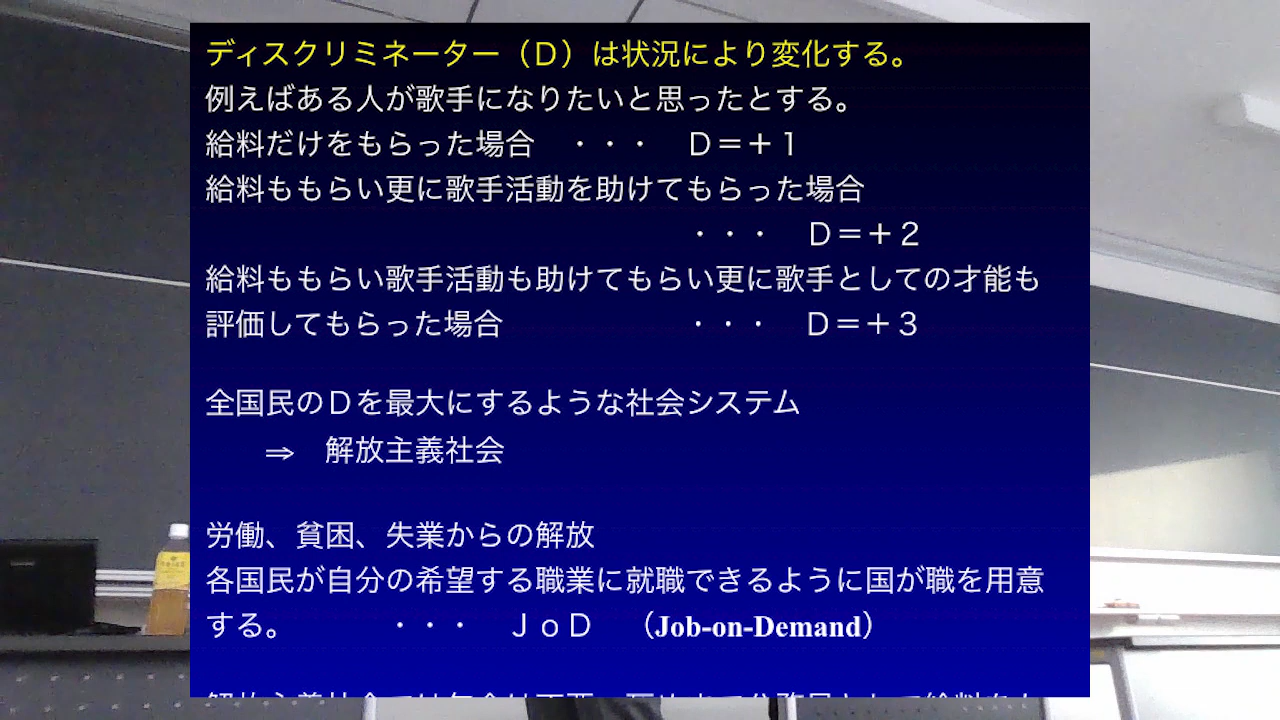 ディスクリミネーター（Ｄ）は状況により変化する。
例えばある人が歌手になりたいと思ったとする。
給料だけをもらった場合　・・・　Ｄ＝＋１
給料ももらい更に歌手活動を助けてもらった場合
・・・　Ｄ＝＋２
給料ももらい歌手活動も助けてもらい更に歌手としての才能も
評価してもらった場合　・・・　Ｄ＝＋３
全国民のＤを最大にするような社会システム
⇒　解放主義社会
労働、貧困、失業からの解放
各国民が自分の希望する職業に就職できるように国が職を用意
する。　・・・　ＪｏＤ　（Job-on-Demand）